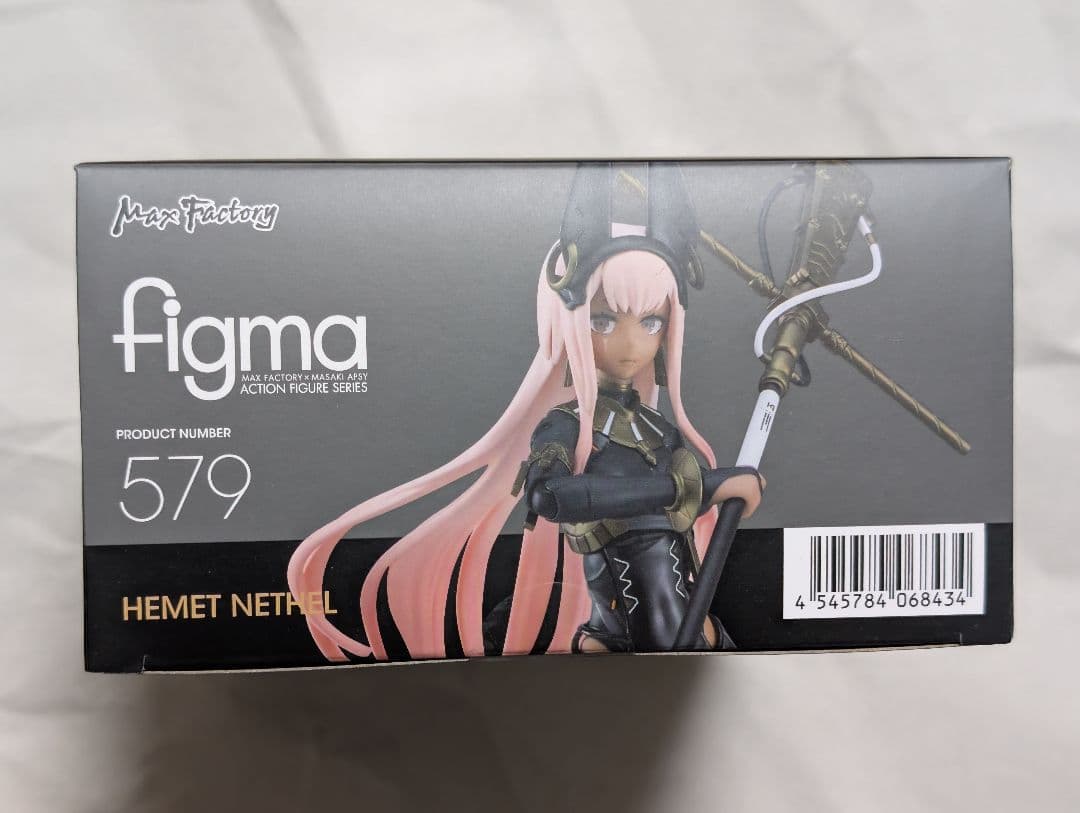 Max Factory
figma
MAX FACTORY × MASAKI APSY
ACTION FIGURE SERIES
PRODUCT NUMBER
579
HEMET NETHEL
4 545784 068434